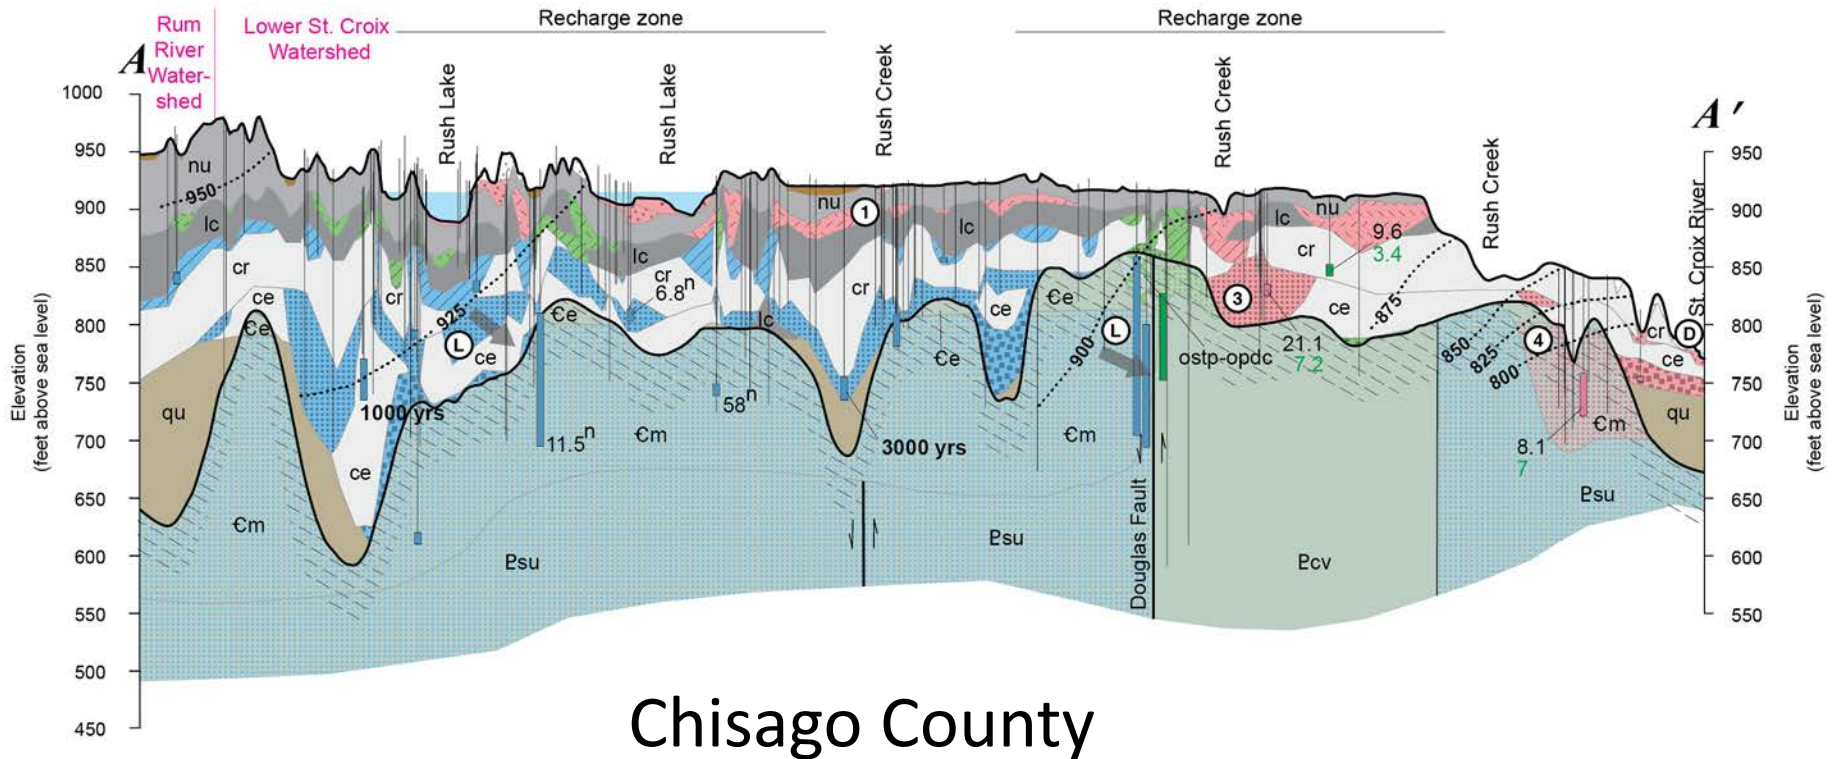 Rum
River
Water-
shed
Lower St. Croix
Watershed
Recharge zone
Recharge zone
A
A′
Rush Lake
Rush Lake
Rush Creek
Rush Creek
Rush Creek
St. Croix River
Elevation
(feet above sea level)
1000
950
900
850
800
750
700
650
600
550
500
450
nu
950
lc
cr
ce
Ꞓe
qu
Ꞓm
cr
ce
1000 yrs
925
L
ce
11.5n
Ꞓe
lc
cr
6.8n
58n
lc
Ꞓm
nu
1
cr
3000 yrs
lc
ce
Ꞓe
Ꞓe
Ꞓm
900
L
Douglas Fault
ostp-opdc
3
21.1
7.2
lc
nu
cr
9.6
3.4
ce
875
850
825
800
4
8.1
7
Ꞓm
cr
D
ce
qu
Psu
Psu
Pcv
Psu
950
900
850
800
750
700
650
600
550
Elevation
(feet above sea level)
Chisago County